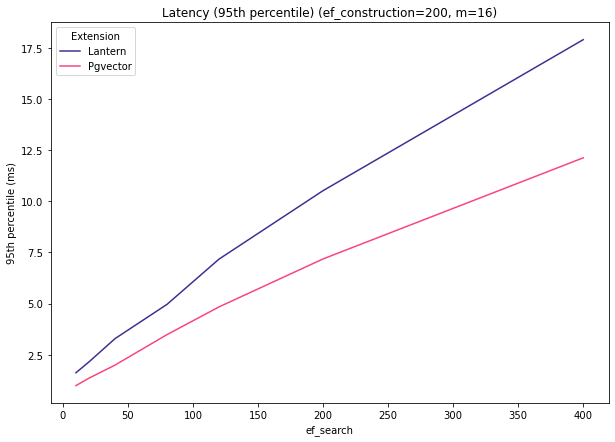 Latency (95th percentile) (ef_construction=200, m=16)
Extension
Lantern
Pgvector
17.5
15.0
12.5
10.0
7.5
5.0
2.5
95th percentile (ms)
0 50 100 150 200 250 300 350 400
ef_search